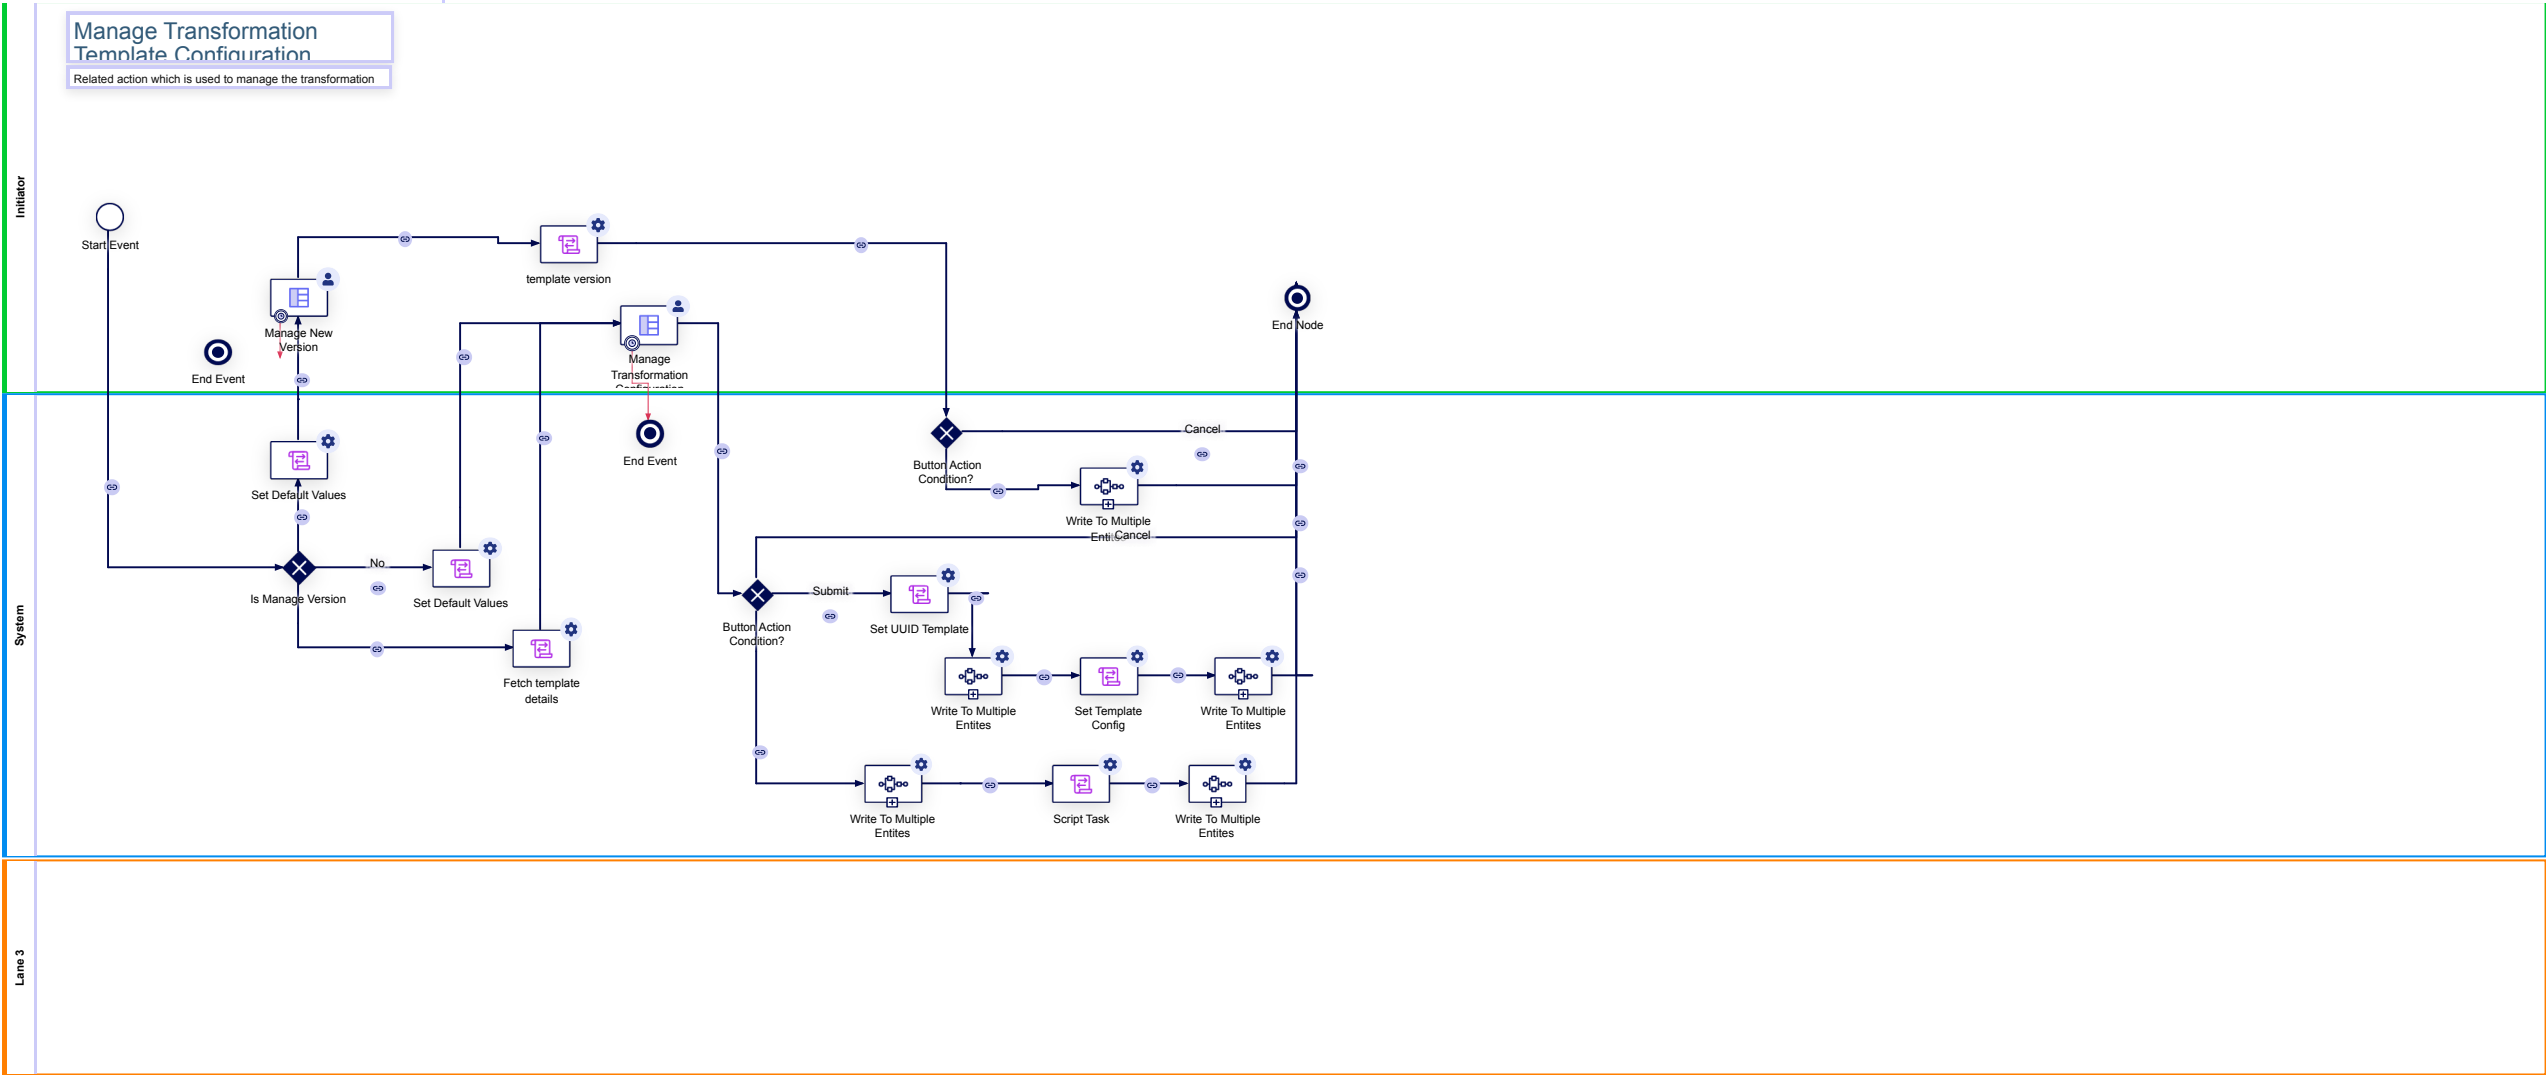 Manage Transformation
Template Configuration
Related action which is used to manage the transformation
Initiator
Start Event
template version
Manage New
Version
End Event
Manage
Transformation
Configuration
End Node
End Event
System
Set Default Values
Is Manage Version
No
Set Default Values
Fetch template
details
Button Action
Condition?
Cancel
Write To Multiple
Entites
Cancel
Button Action
Condition?
Submit
Set UUID Template
Write To Multiple
Entites
Set Template
Config
Write To Multiple
Entites
Write To Multiple
Entites
Script Task
Write To Multiple
Entites
Lane 3